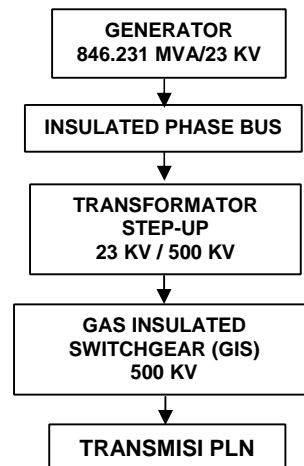 GENERATOR
846.231 MVA/23 KV
INSULATED PHASE BUS
TRANSFORMATOR
STEP-UP
23 KV / 500 KV
GAS INSULATED
SWITCHGEAR (GIS)
500 KV
TRANSMISI PLN